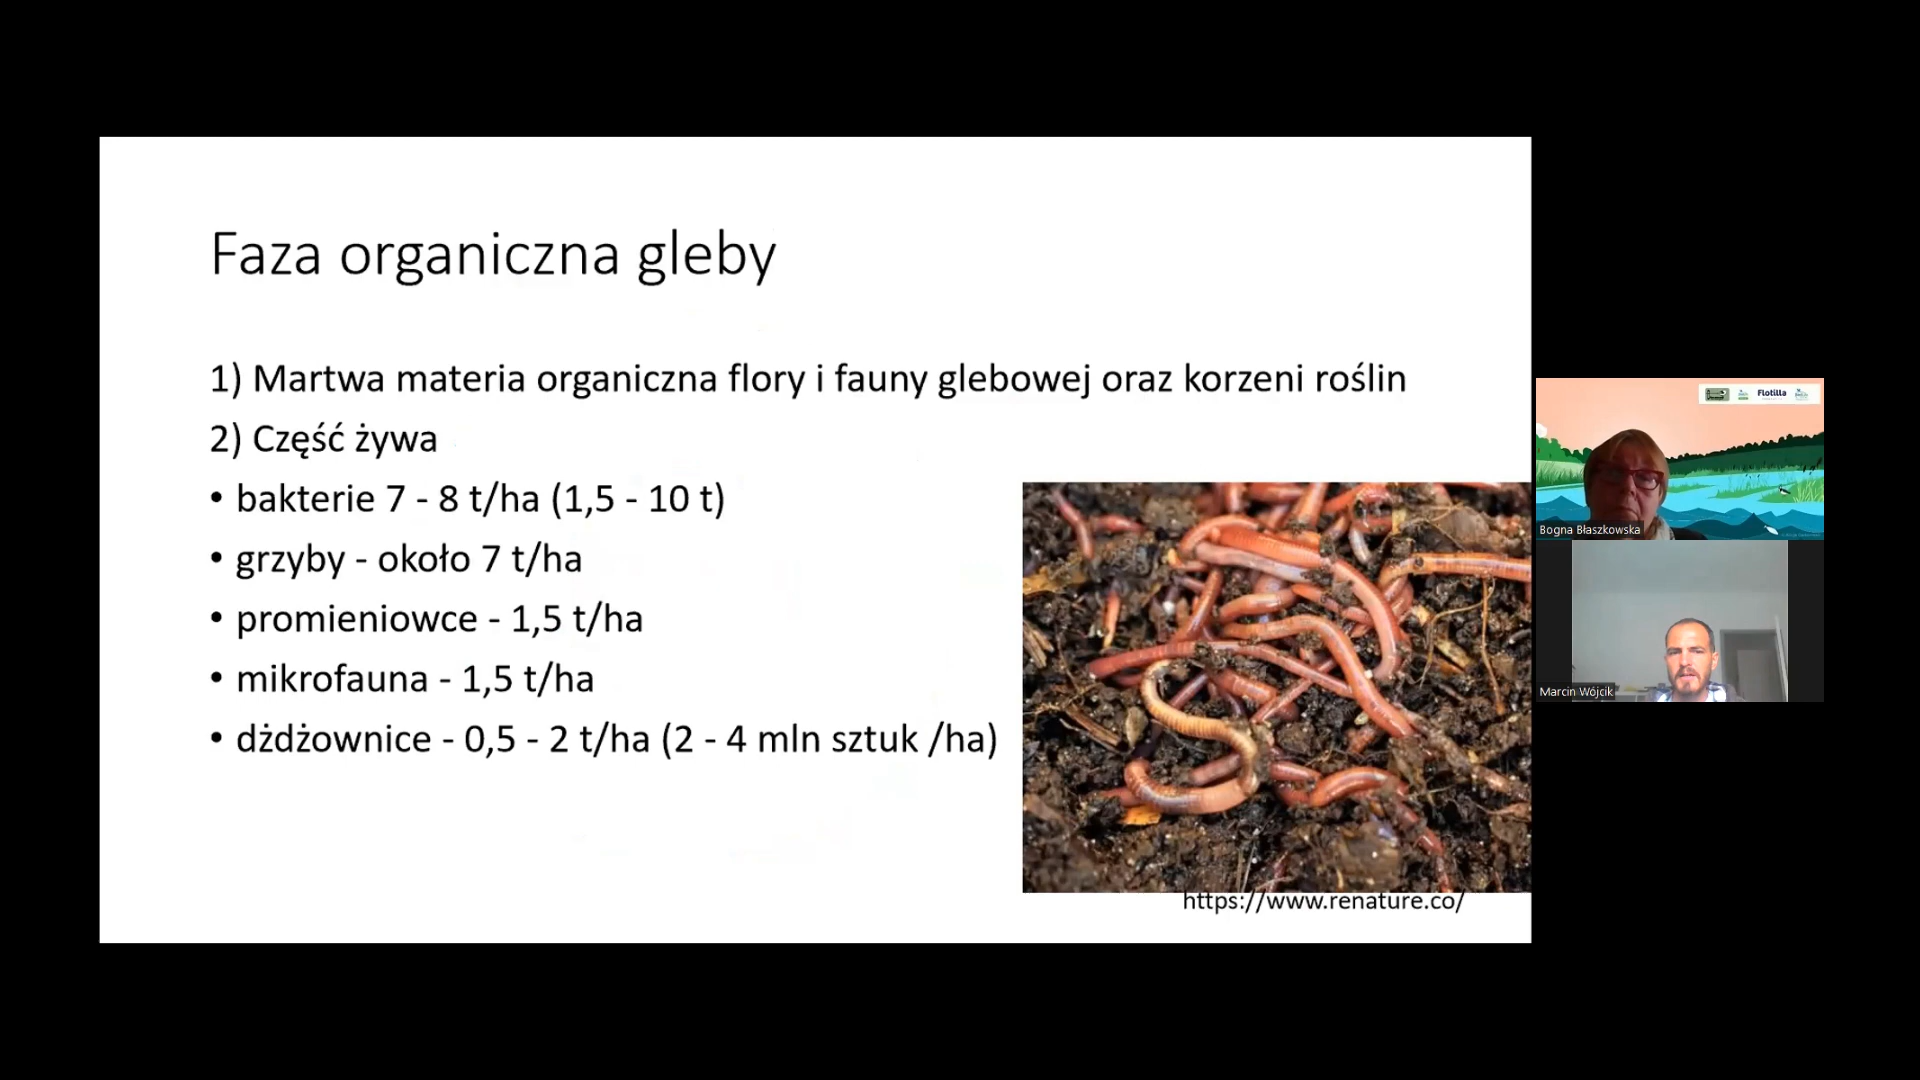 Faza organiczna gleby
1) Martwa materia organiczna flory i fauny glebowej oraz korzeni roślin
2) Część żywa
• bakterie 7 - 8 t/ha (1,5 - 10 t)
• grzyby - około 7 t/ha
• promieniowce - 1,5 t/ha
• mikrofauna - 1,5 t/ha
• dżdżownice - 0,5 - 2 t/ha (2 - 4 mln sztuk /ha)
https://www.renature.co/
Flotilla
Bogna Błaszkowska
Marcin Wójcik